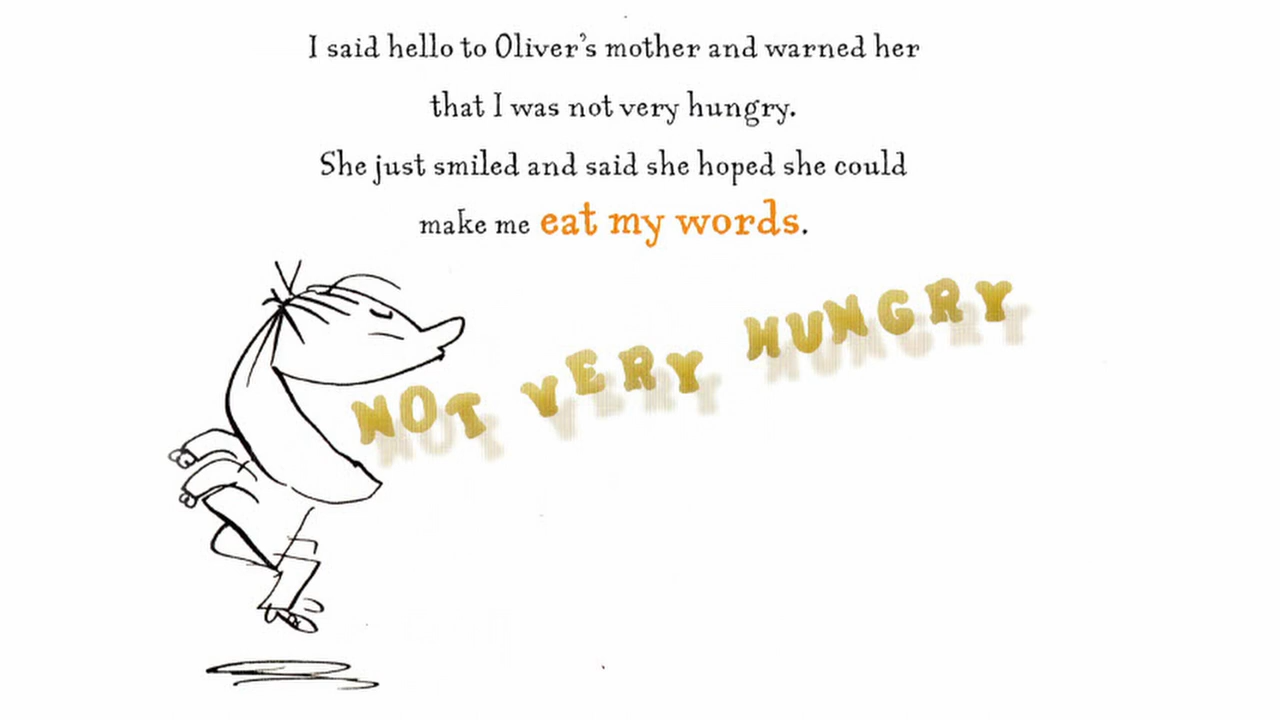 I said hello to Oliver's mother and warned her
that I was not very hungry.
She just smiled and said she hoped she could
make me eat my words.
NOT VERY HUNGRY